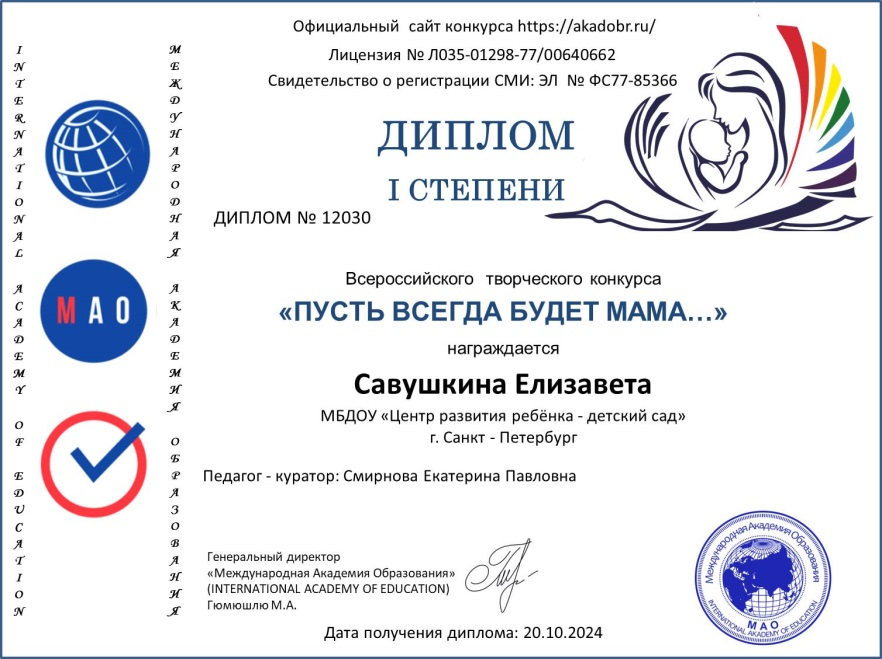 Официальный сайт конкурса https://akadobr.ru/
Лицензия № Л035-01298-77/00640662
Свидетельство о регистрации СМИ: ЭЛ № ФС77-85366
ДИПЛОМ
I СТЕПЕНИ
ДИПЛОМ № 12030
INTERNATIONAL ACADEMY OF EDUCATION
МЕЖДУНАРОДНАЯ АКАДЕМИЯ ОБРАЗОВАНИЯ
МАО
Всероссийского творческого конкурса
«ПУСТЬ ВСЕГДА БУДЕТ МАМА...»
награждается
Савушкина Елизавета
МБДОУ «Центр развития ребёнка - детский сад»
г. Санкт - Петербург
Педагог - куратор: Смирнова Екатерина Павловна
Генеральный директор
«Международная Академия Образования»
(INTERNATIONAL ACADEMY OF EDUCATION)
Гюмюшлю М.А.
Международная Академия Образования
МАО
INTERNATIONAL ACADEMY OF EDUCATION
Дата получения диплома: 20.10.2024